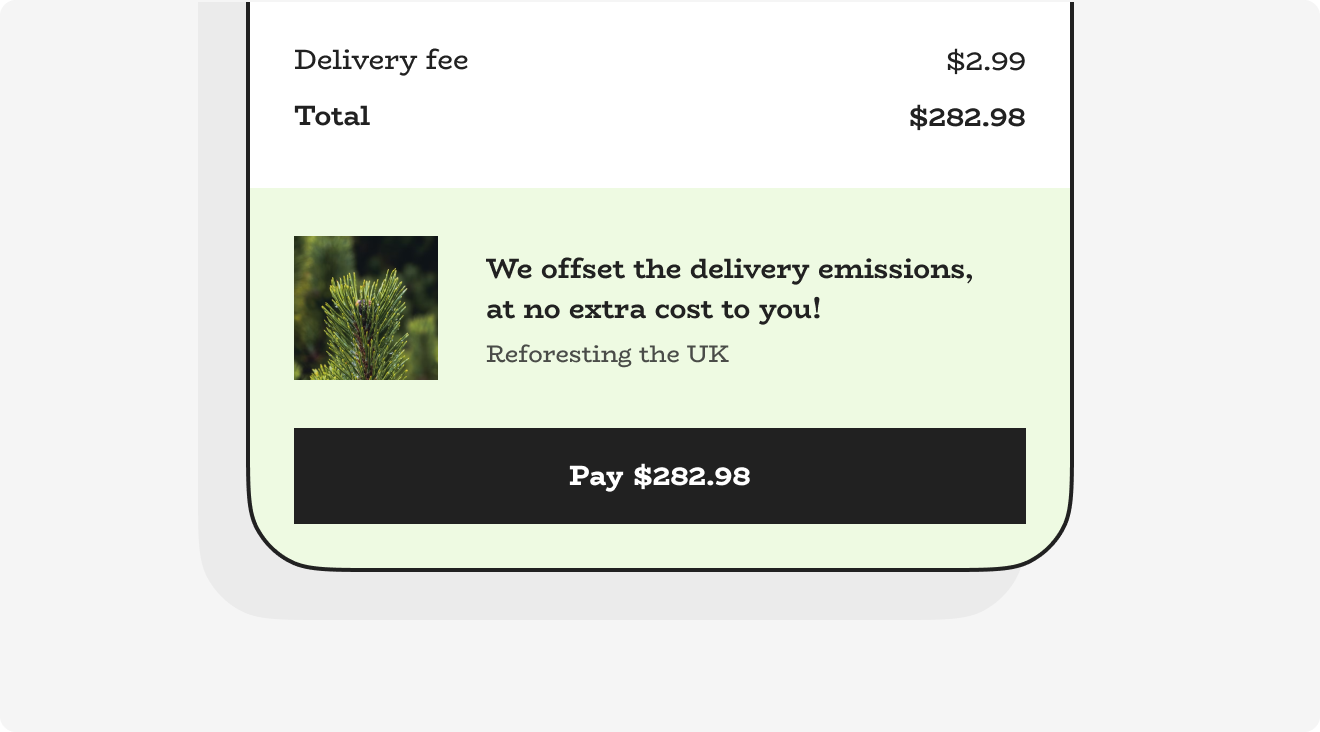 Delivery fee $2.99
Total $282.98
We offset the delivery emissions,
at no extra cost to you!
Reforesting the UK
Pay $282.98